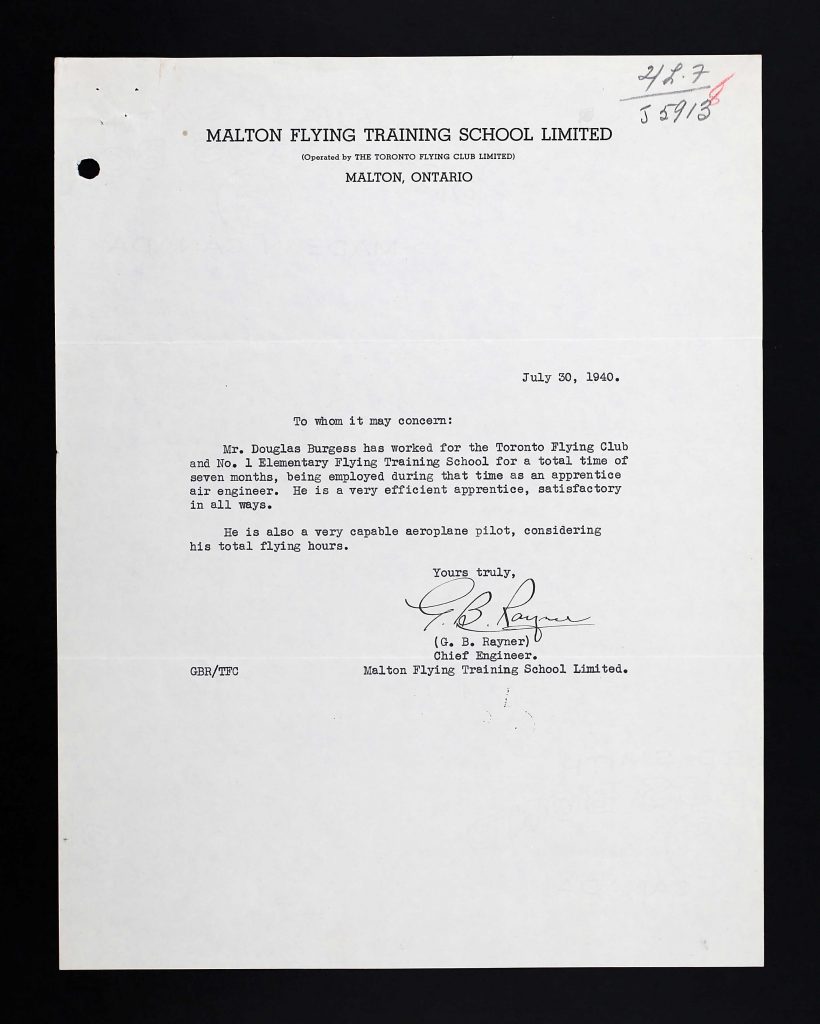 J 5913
MALTON FLYING TRAINING SCHOOL LIMITED
(Operated by THE TORONTO FLYING CLUB LIMITED)
MALTON, ONTARIO
July 30, 1940.
To whom it may concern:
Mr. Douglas Burgess has worked for the Toronto Flying Club
and No. 1 Elementary Flying Training School for a total time of
seven months, being employed during that time as an apprentice
air engineer. He is a very efficient apprentice, satisfactory
in all ways.
He is also a very capable aeroplane pilot, considering
his total flying hours.
Yours truly,
G. B. Rayner
(G. B. Rayner)
Chief Engineer.
GBR/TFC Malton Flying Training School Limited.